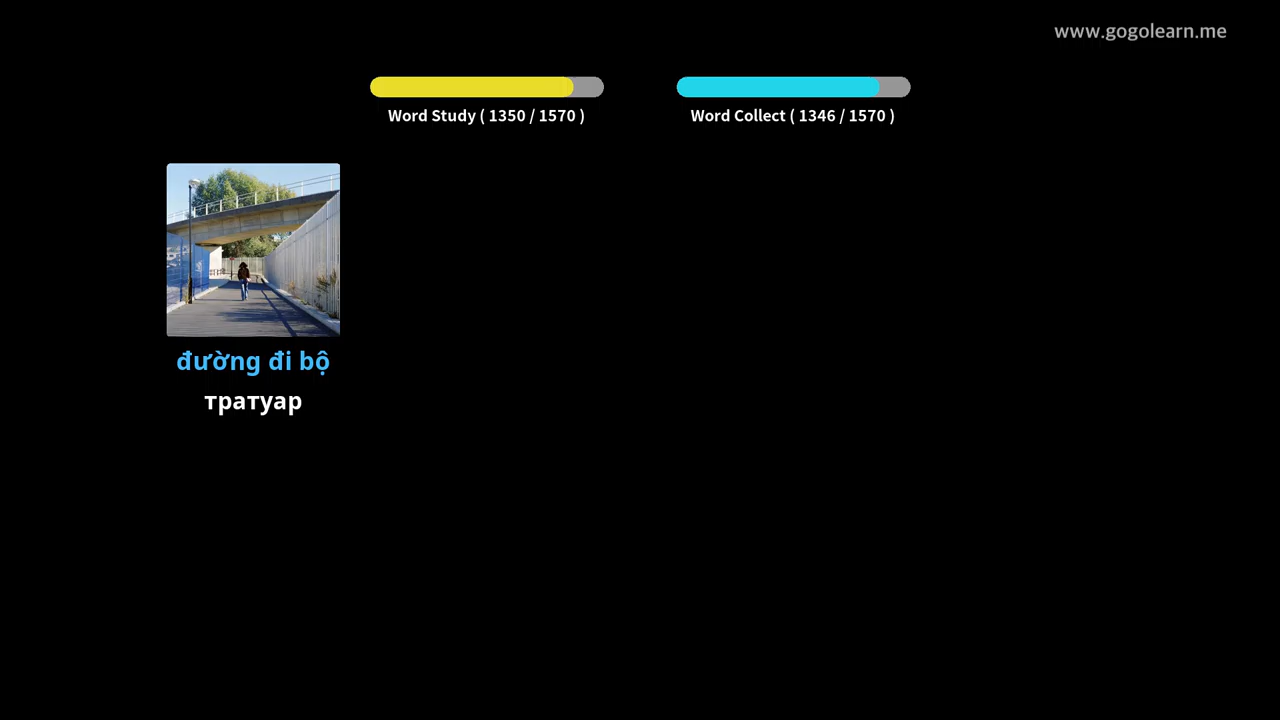 www.gogolearn.me
Word Study ( 1350 / 1570 )
Word Collect ( 1346 / 1570 )
đường đi bộ
тратуар